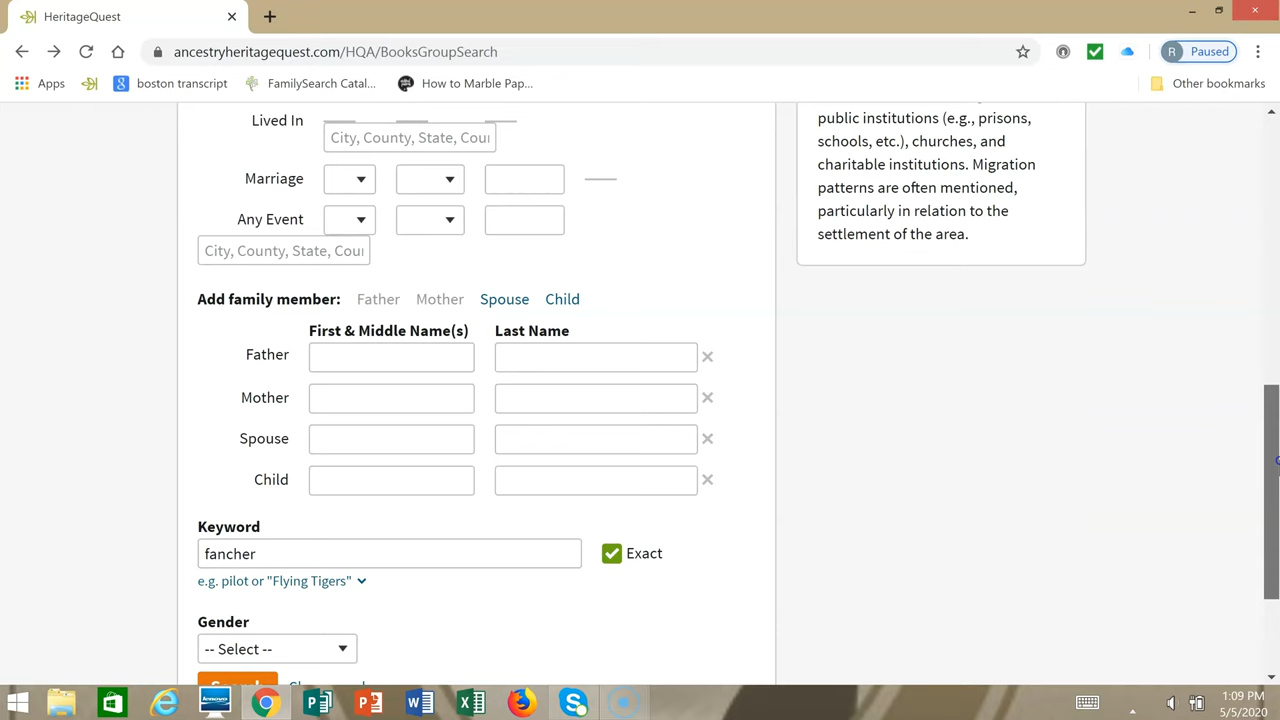 HeritageQuest
ancestryheritagequest.com/HQA/BooksGroupSearch
R Paused
Apps boston transcript FamilySearch Catal... How to Marble Pap... Other bookmarks
Lived In
City, County, State, Cou
Marriage
Any Event
City, County, State, Cou
Add family member: Father Mother Spouse Child
First & Middle Name(s) Last Name
Father
Mother
Spouse
Child
Keyword
fancher
Exact
e.g. pilot or "Flying Tigers"
Gender
-- Select --
public institutions (e.g., prisons,
schools, etc.), churches, and
charitable institutions. Migration
patterns are often mentioned,
particularly in relation to the
settlement of the area.
lenovo
1:09 PM
5/5/2020